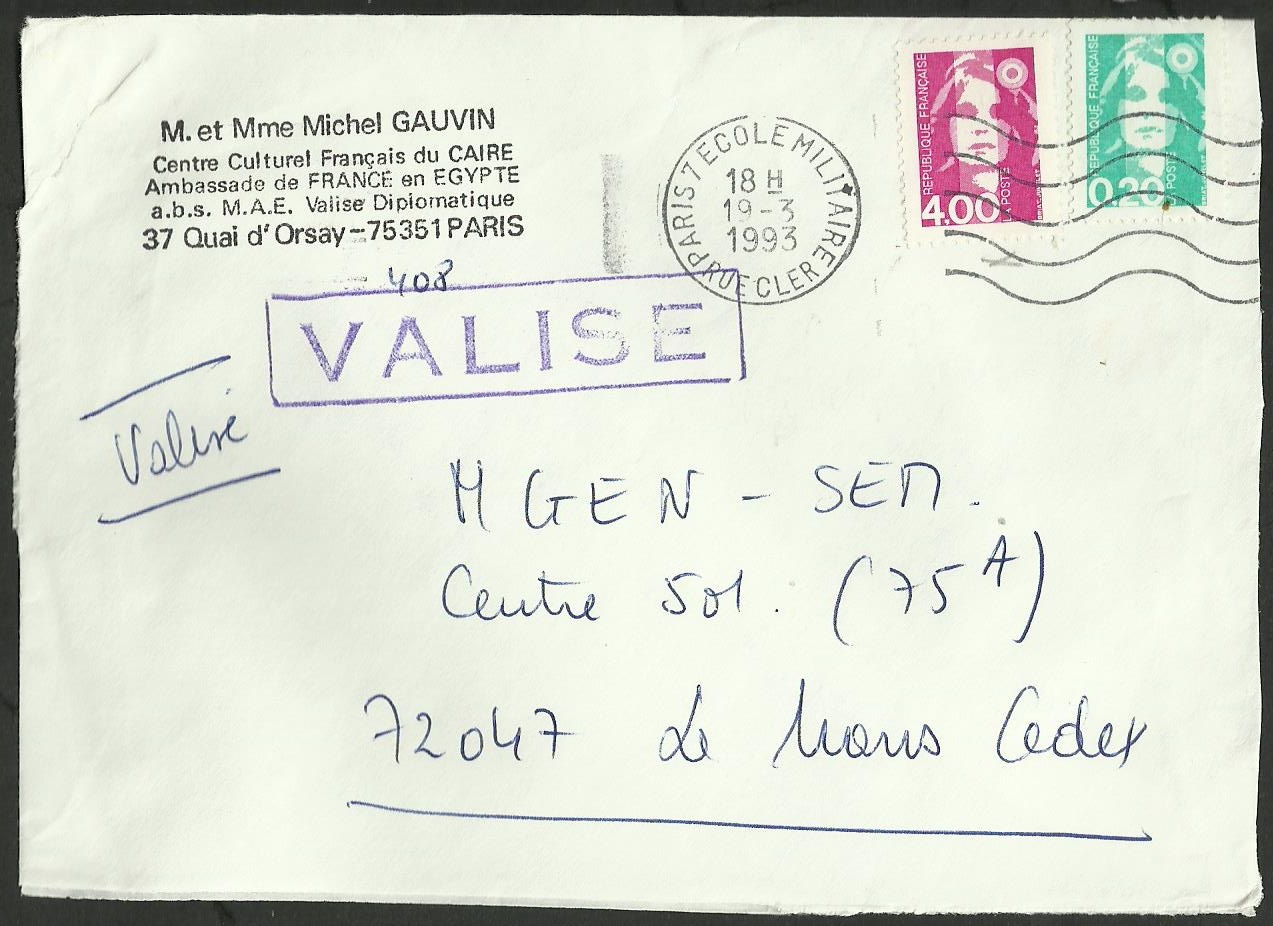 M. et Mme Michel GAUVIN
Centre Culturel Français du CAIRE
Ambassade de FRANCE en EGYPTE
a.b.s. M.A.E. Valise Diplomatique
37 Quai d'Orsay-75351 PARIS
408
VALISE
Valise
PARIS 7 ECOLE MILITAIRE
18 H
19-3
1993
RUE CLER
REPUBLIQUE FRANÇAISE
4.00
LA POSTE
REPUBLIQUE FRANÇAISE
0,20
LA POSTE
MGEN - SEM.
Centre 501. (75A)
72047 Le Mans Cedex